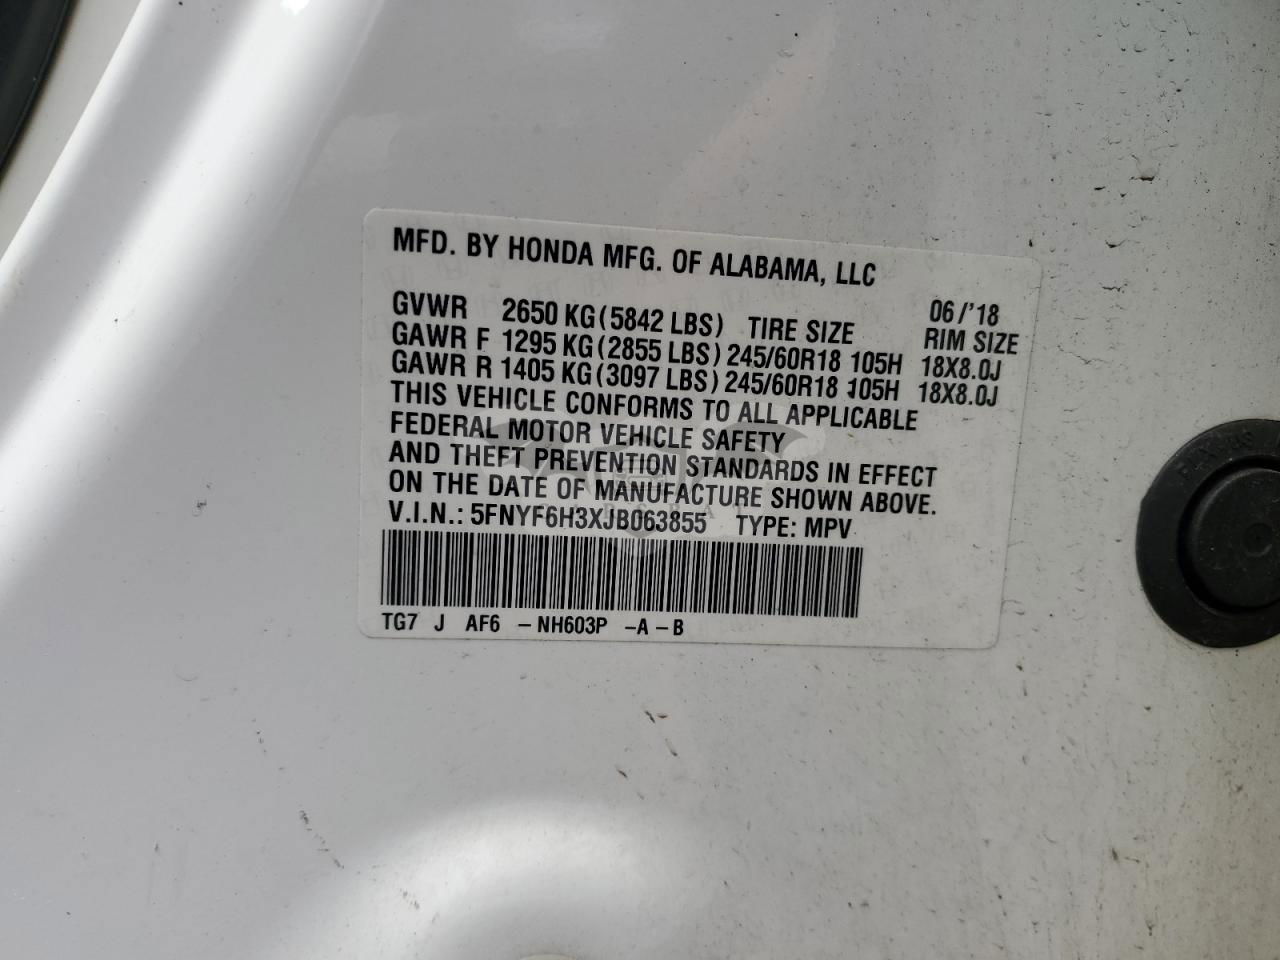 MFD. BY HONDA MFG. OF ALABAMA, LLC
06/'18
GVWR 2650 KG(5842 LBS) TIRE SIZE RIM SIZE
GAWR F 1295 KG(2855 LBS) 245/60R18 105H 18X8.0J
GAWR R 1405 KG(3097 LBS) 245/60R18 105H 18X8.0J
THIS VEHICLE CONFORMS TO ALL APPLICABLE
FEDERAL MOTOR VEHICLE SAFETY
AND THEFT PREVENTION STANDARDS IN EFFECT
ON THE DATE OF MANUFACTURE SHOWN ABOVE.
V.I.N.: 5FNYF6H3XJB063855 TYPE: MPV
TG7 J AF6 -NH603P -A-B